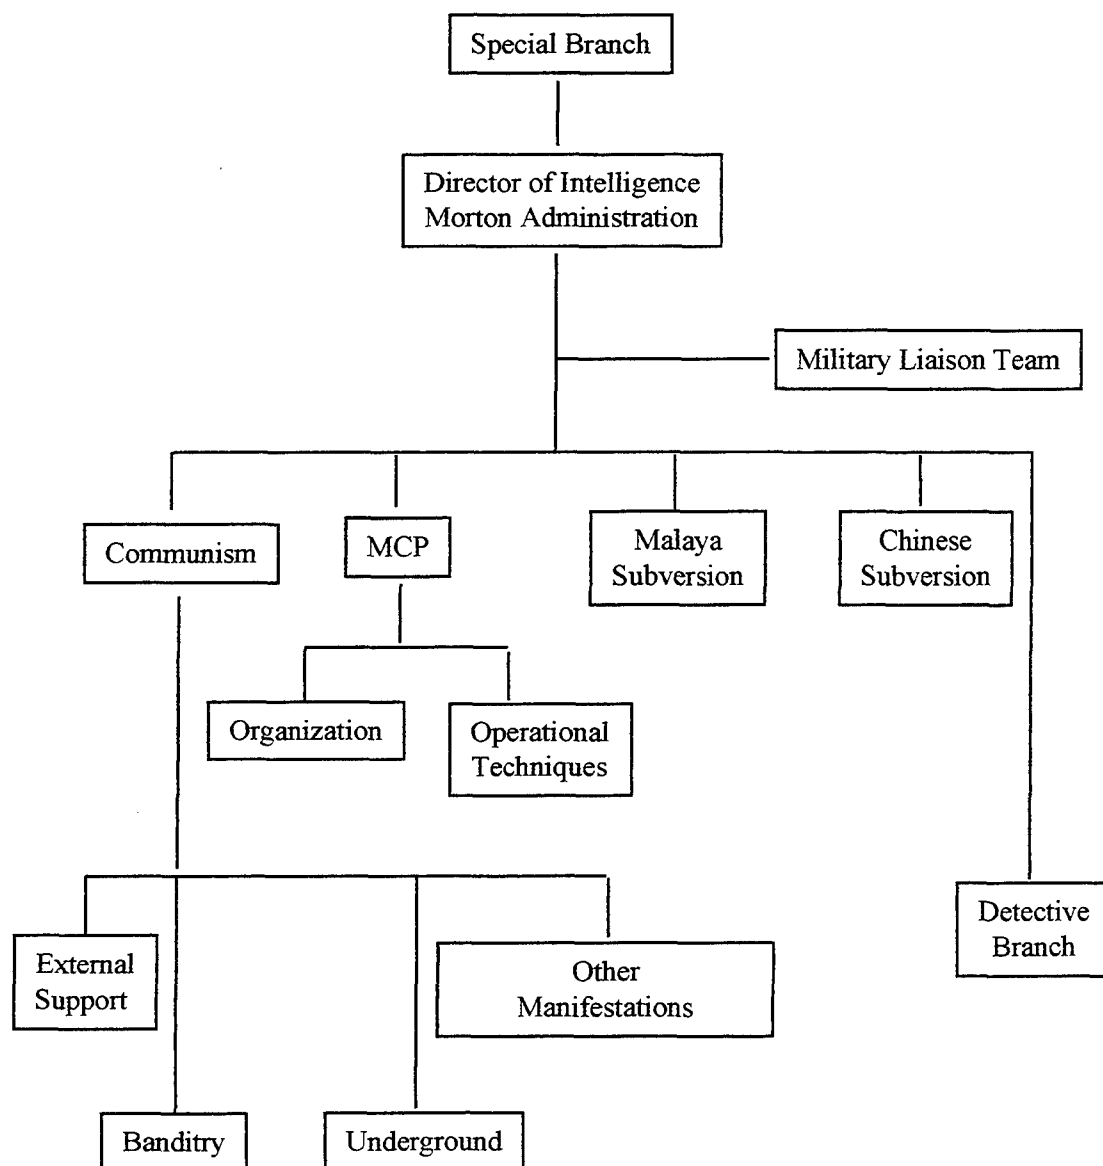 Special Branch
Director of Intelligence
Morton Administration
Military Liaison Team
Communism
MCP
Malaya
Subversion
Chinese
Subversion
Organization
Operational
Techniques
Detective
Branch
External
Support
Other
Manifestations
Banditry
Underground